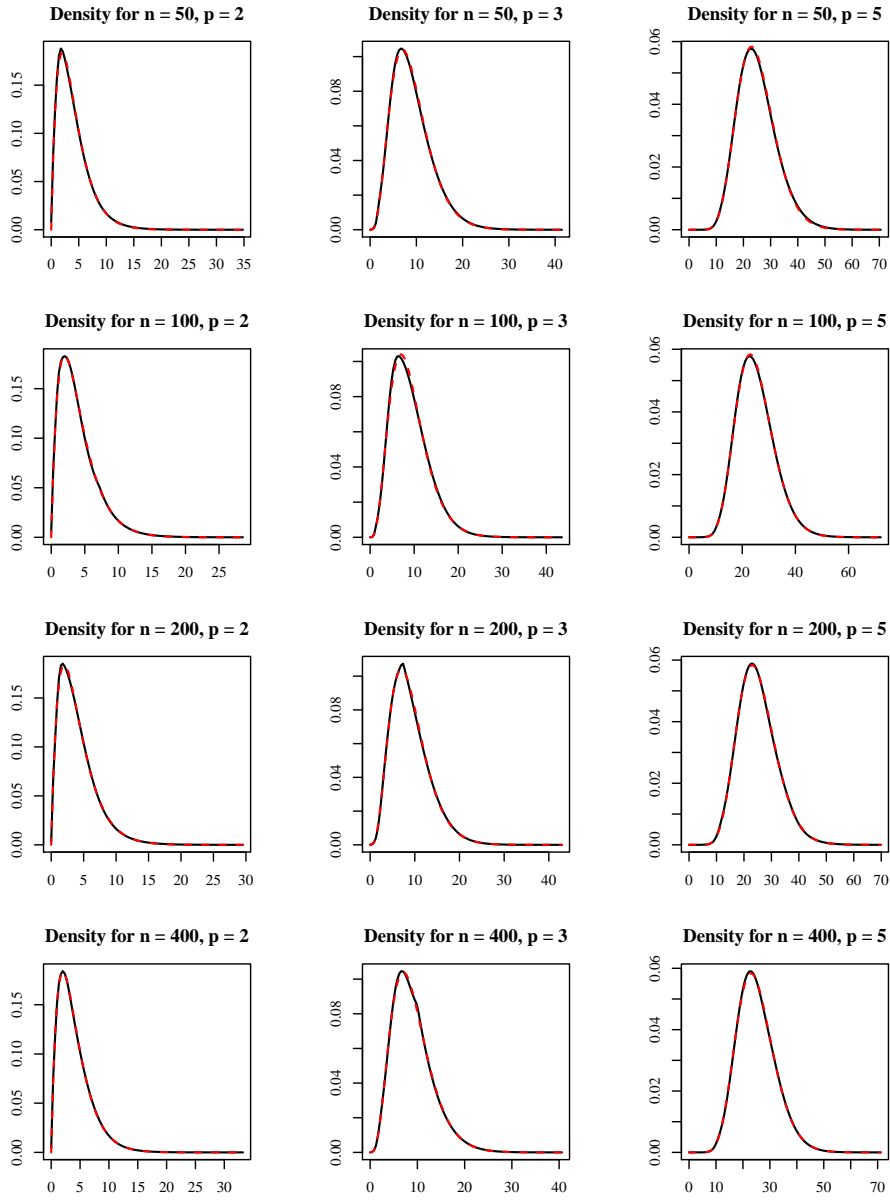 Density for n = 50, p = 2
Density for n = 50, p = 3
Density for n = 50, p = 5
0.00 0.05 0.10 0.15
0 5 10 15 20 25 30 35
0.00 0.04 0.08
0 10 20 30 40
0.00 0.02 0.04 0.06
0 10 20 30 40 50 60 70
Density for n = 100, p = 2
Density for n = 100, p = 3
Density for n = 100, p = 5
0.00 0.05 0.10 0.15
0 5 10 15 20 25
0.00 0.04 0.08
0 10 20 30 40
0.00 0.02 0.04 0.06
0 20 40 60
Density for n = 200, p = 2
Density for n = 200, p = 3
Density for n = 200, p = 5
0.00 0.05 0.10 0.15
0 5 10 15 20 25 30
0.00 0.04 0.08
0 10 20 30 40
0.00 0.02 0.04 0.06
0 10 20 30 40 50 60 70
Density for n = 400, p = 2
Density for n = 400, p = 3
Density for n = 400, p = 5
0.00 0.05 0.10 0.15
0 5 10 15 20 25 30
0.00 0.04 0.08
0 10 20 30 40
0.00 0.02 0.04 0.06
0 10 30 50 70